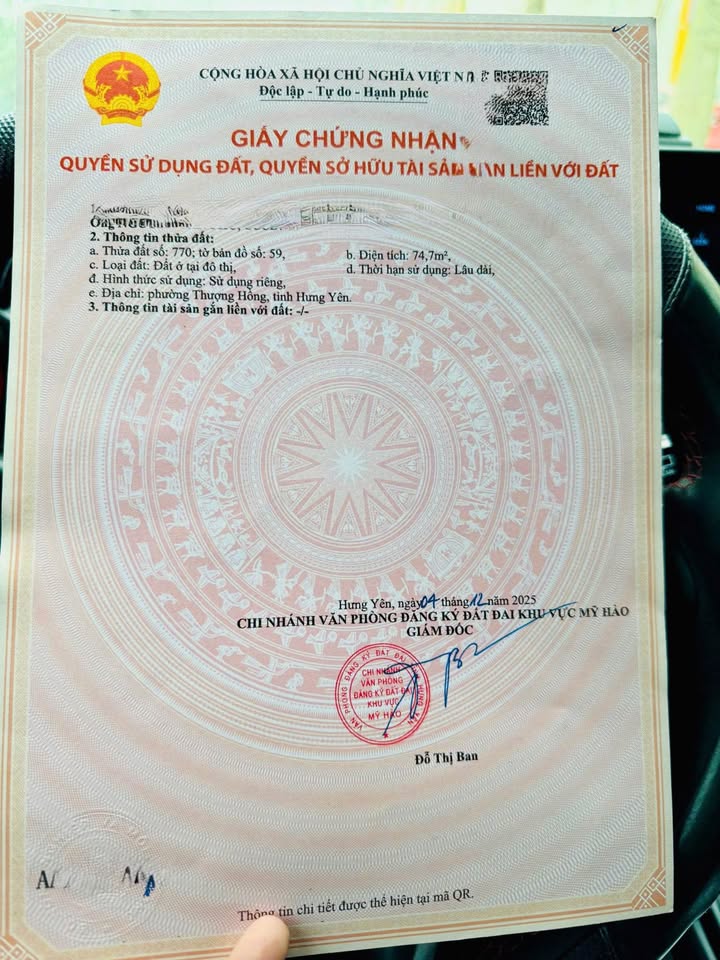 CỘNG HÒA XÃ HỘI CHỦ NGHĨA VIỆT N
Độc lập - Tự do - Hạnh phúc
GIẤY CHỨNG NHẬN
QUYỀN SỬ DỤNG ĐẤT, QUYỀN SỞ HỮU TÀI SẢN LIỀN VỚI ĐẤT
2. Thông tin thửa đất:
a. Thửa đất số: 770; tờ bản đồ số: 59,
b. Diện tích: 74,7m²,
c. Loại đất: Đất ở tại đô thị,
d. Thời hạn sử dụng: Lâu dài,
đ. Hình thức sử dụng: Sử dụng riêng,
e. Địa chỉ: phường Thượng Hồng, tỉnh Hưng Yên.
3. Thông tin tài sản gắn liền với đất: -/-
Hưng Yên, ngày 04 tháng 12 năm 2025
CHI NHÁNH VĂN PHÒNG ĐĂNG KÝ ĐẤT ĐAI KHU VỰC MỸ HÀO
GIÁM ĐỐC
VĂN PHÒNG ĐĂNG KÝ ĐẤT ĐAI
CHI NHÁNH
VĂN PHÒNG
ĐĂNG KÝ ĐẤT ĐAI
KHU VỰC
MỸ HÀO
Đỗ Thị Ban
Thông tin chi tiết được thể hiện tại mã QR.